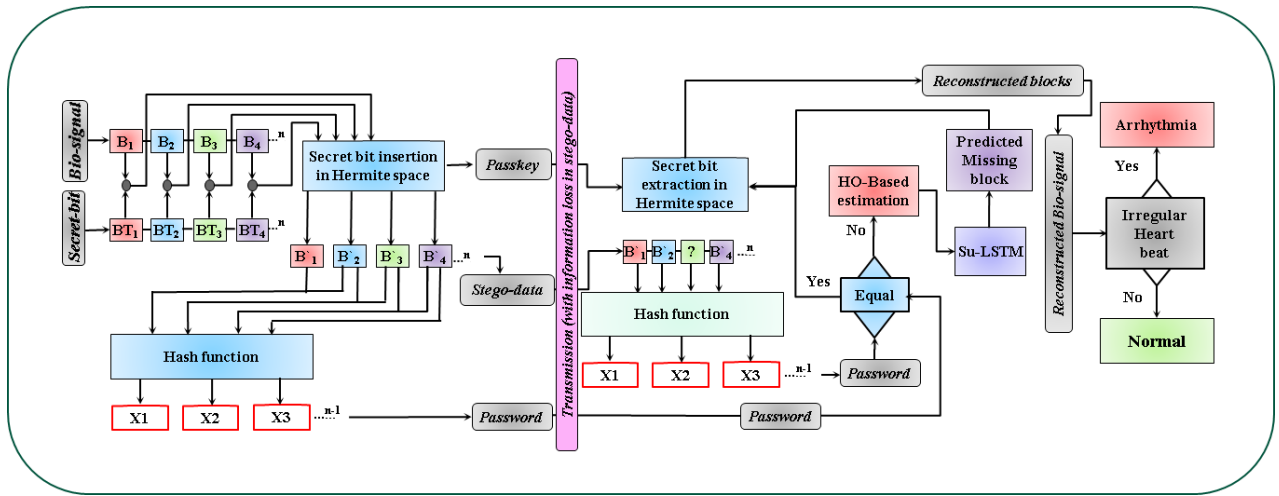 Bio-signal
B1
B2
B3
B4
......n
Secret-bit
BT1
BT2
BT3
BT4
......n
Secret bit insertion
in Hermite space
Passkey
B`1
B`2
B`3
B`4
......n
Stego-data
Hash function
X1
X2
X3
......n-1
Password
Transmission (with information loss in stego-data)
Secret bit
extraction in
Hermite space
B`1
B`2
?
B`4
......n
Hash function
X1
X2
X3
......n-1
Password
Password
Equal
Yes
No
HO-Based
estimation
Su-LSTM
Predicted
Missing
block
Reconstructed blocks
Reconstructed Bio-signal
Arrhythmia
Yes
Irregular
Heart
beat
No
Normal